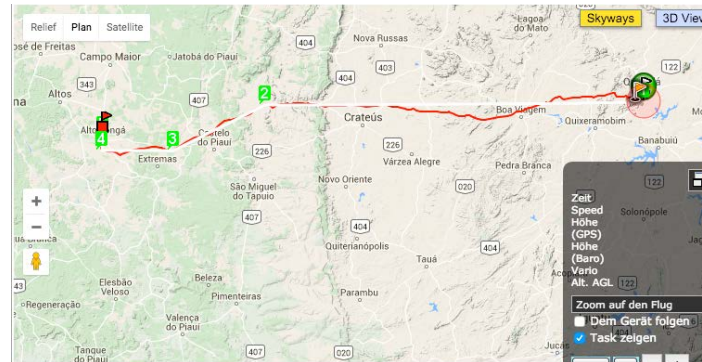 Relief Plan Satellite
Skyways
3D View
Lagoa
do Mato
Nova Russas
José de Freitas
Campo Maior
Jatobá do Piauí
404
404
403
122
343
Altos
407
2
4
3
Castelo
do Piauí
Extremas
Crateús
Boa Viagem
Quixeramobim
Banabuiú
226
226
Várzea Alegre
Pedra Branca
São Miguel
do Tapuio
Novo Oriente
020
122
407
Quiterianópolis
404
Tauá
Solonópole
+
−
Elesbão
Veloso
Beleza
Pimenteiras
Parambu
Regeneração
Valença
do Piauí
407
404
020
Tanque
do Piauí
Jucás
Zeit
Speed
Höhe
(GPS)
Höhe
(Baro)
Vario
Alt. AGL
Zoom auf den Flug
Dem Gerät folgen
Task zeigen